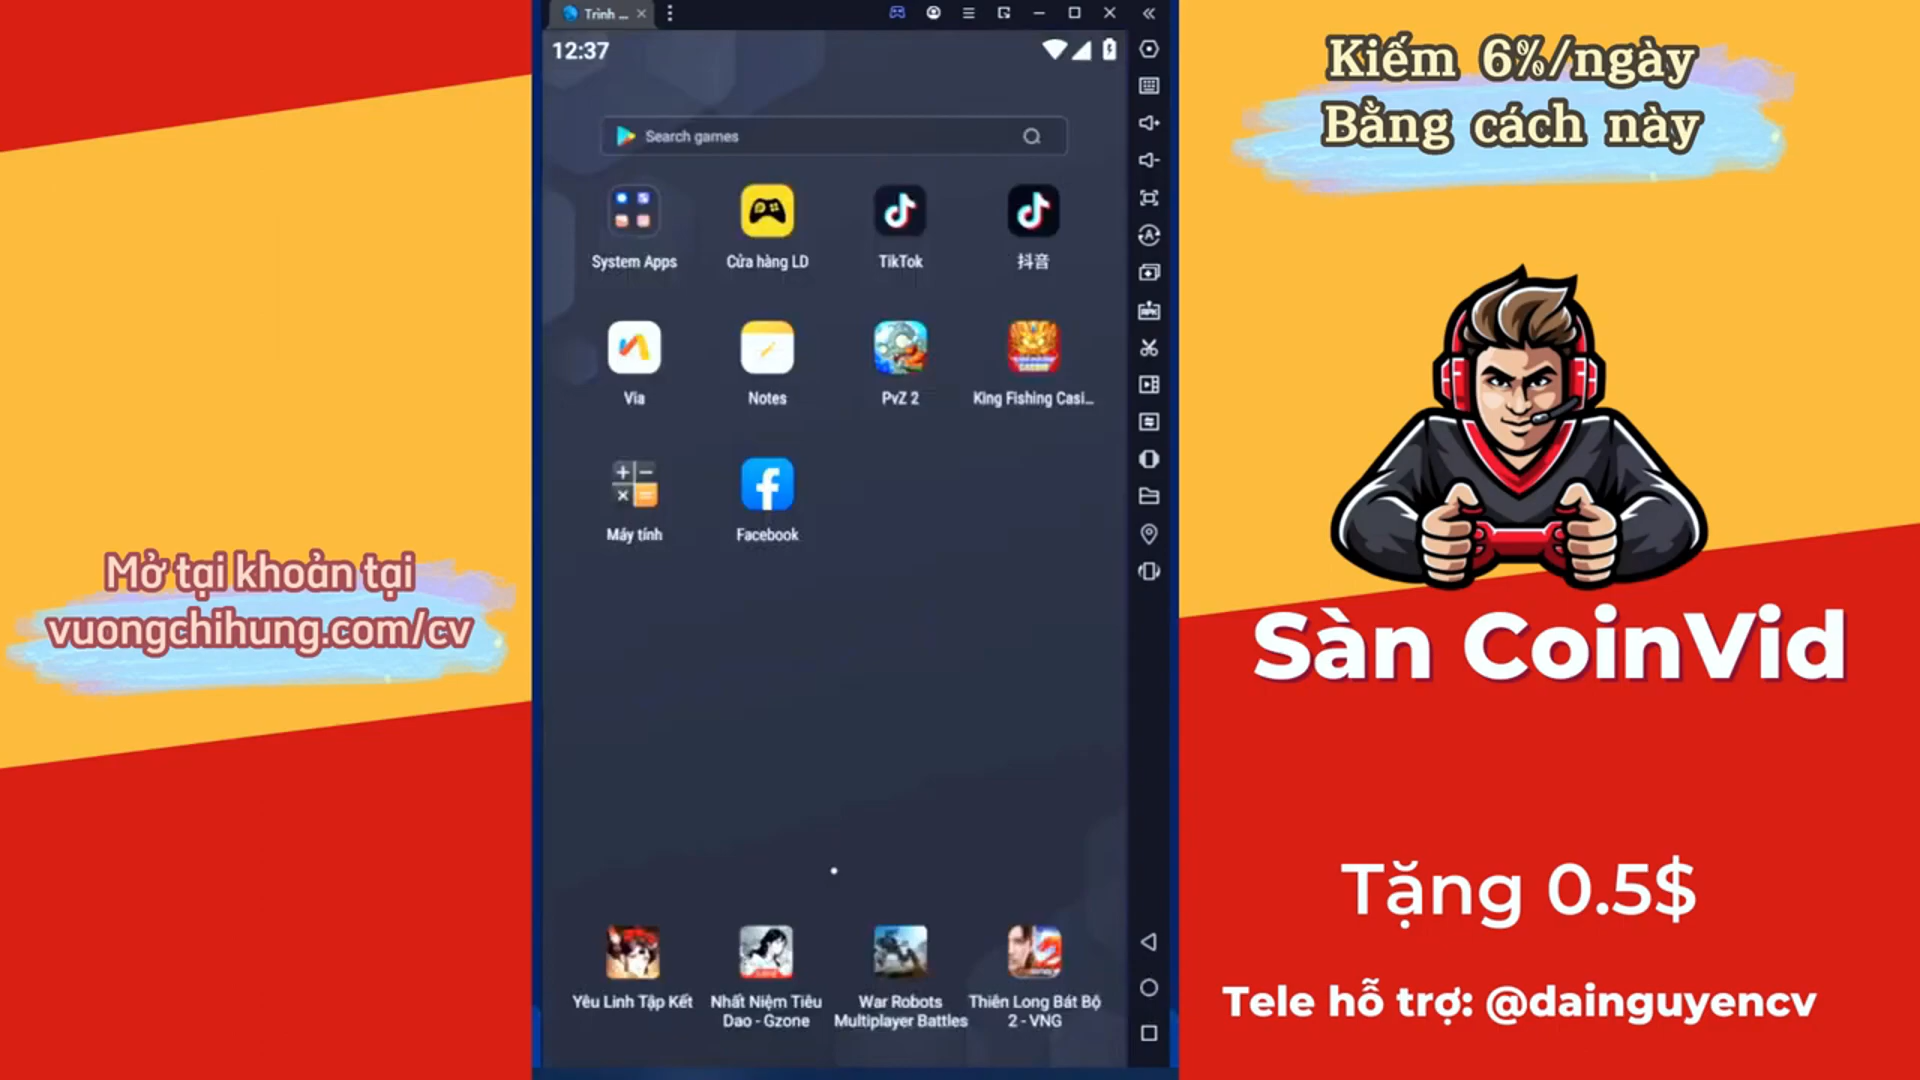 Trình ...
12:37
Search games
System Apps
Cửa hàng LD
TikTok
抖音
Via
Notes
PvZ 2
King Fishing Casi...
Máy tính
Facebook
Yêu Linh Tập Kết
Nhất Niệm Tiêu
Dao - Gzone
War Robots
Multiplayer Battles
Thiên Long Bát Bộ
2 - VNG
Mở tại khoản tại
vuongchihung.com/cv
Kiếm 6%/ngày
Bằng cách này
Sàn CoinVid
Tặng 0.5$
Tele hỗ trợ: @dainguyencv